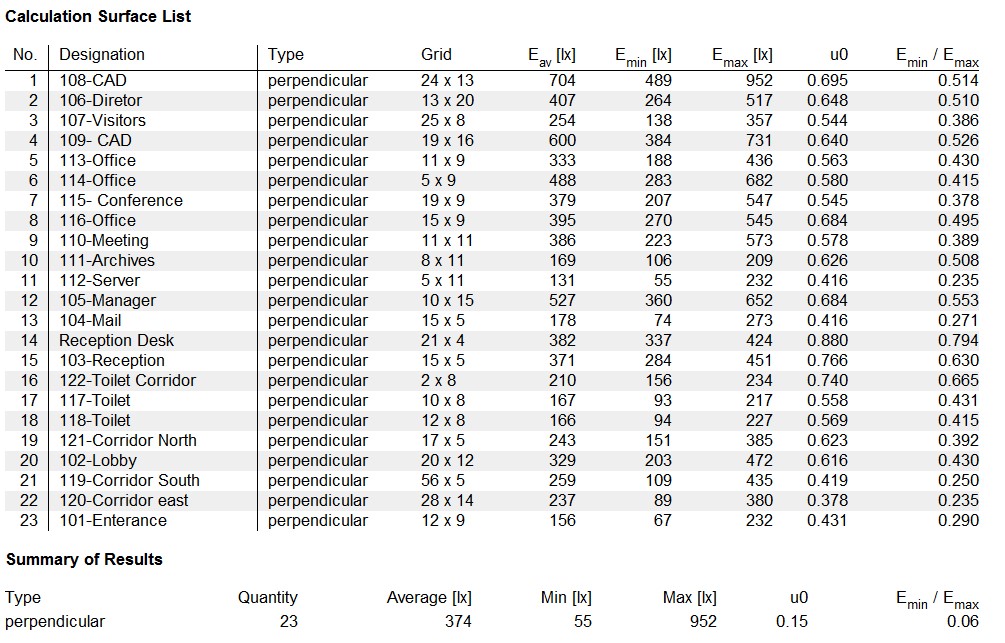 Calculation Surface List
No. Designation Type Grid Eav [lx] Emin [lx] Emax [lx] u0 Emin / Emax
1 108-CAD perpendicular 24 x 13 704 489 952 0.695 0.514
2 106-Diretor perpendicular 13 x 20 407 264 517 0.648 0.510
3 107-Visitors perpendicular 25 x 8 254 138 357 0.544 0.386
4 109- CAD perpendicular 19 x 16 600 384 731 0.640 0.526
5 113-Office perpendicular 11 x 9 333 188 436 0.563 0.430
6 114-Office perpendicular 5 x 9 488 283 682 0.580 0.415
7 115- Conference perpendicular 19 x 9 379 207 547 0.545 0.378
8 116-Office perpendicular 15 x 9 395 270 545 0.684 0.495
9 110-Meeting perpendicular 11 x 11 386 223 573 0.578 0.389
10 111-Archives perpendicular 8 x 11 169 106 209 0.626 0.508
11 112-Server perpendicular 5 x 11 131 55 232 0.416 0.235
12 105-Manager perpendicular 10 x 15 527 360 652 0.684 0.553
13 104-Mail perpendicular 15 x 5 178 74 273 0.416 0.271
14 Reception Desk perpendicular 21 x 4 382 337 424 0.880 0.794
15 103-Reception perpendicular 15 x 5 371 284 451 0.766 0.630
16 122-Toilet Corridor perpendicular 2 x 8 210 156 234 0.740 0.665
17 117-Toilet perpendicular 10 x 8 167 93 217 0.558 0.431
18 118-Toilet perpendicular 12 x 8 166 94 227 0.569 0.415
19 121-Corridor North perpendicular 17 x 5 243 151 385 0.623 0.392
20 102-Lobby perpendicular 20 x 12 329 203 472 0.616 0.430
21 119-Corridor South perpendicular 56 x 5 259 109 435 0.419 0.250
22 120-Corridor east perpendicular 28 x 14 237 89 380 0.378 0.235
23 101-Enterance perpendicular 12 x 9 156 67 232 0.431 0.290
Summary of Results
Type Quantity Average [lx] Min [lx] Max [lx] u0 Emin / Emax
perpendicular 23 374 55 952 0.15 0.06